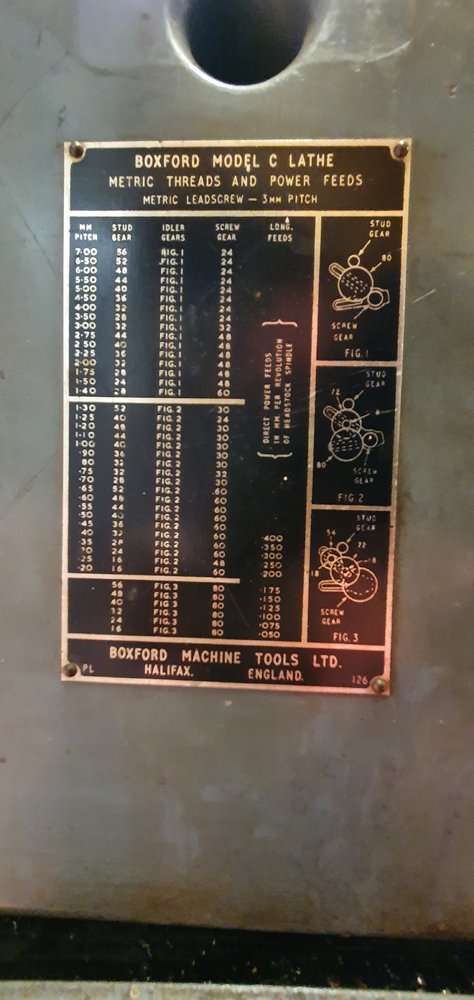 BOXFORD MODEL C LATHE
METRIC THREADS AND POWER FEEDS
METRIC LEADSCREW — 3MM PITCH
MM PITCH STUD GEAR IDLER GEARS SCREW GEAR LONG. FEEDS
7·00 56 FIG.1 24
6·50 52 FIG.1 24
6·00 48 FIG.1 24
5·50 44 FIG.1 24
5·00 40 FIG.1 24
4·50 36 FIG.1 24
4·00 32 FIG.1 24
3·50 28 FIG.1 24
3·00 32 FIG.1 32
2·75 44 FIG.1 48
2·50 40 FIG.1 48
2·25 36 FIG.1 48
2·00 32 FIG.1 48
1·75 28 FIG.1 48
1·50 24 FIG.1 48
1·40 28 FIG.1 60
DIRECT POWER FEEDS
IN MM. PER REVOLUTION
OF HEADSTOCK SPINDLE
1·30 52 FIG.2 30
1·25 40 FIG.2 24
1·20 48 FIG.2 30
1·10 44 FIG.2 30
1·00 40 FIG.2 30
·90 36 FIG.2 30
·80 32 FIG.2 30
·75 32 FIG.2 32
·70 28 FIG.2 30
·65 52 FIG.2 60
·60 48 FIG.2 60
·55 44 FIG.2 60
·50 40 FIG.2 60
·45 36 FIG.2 60
·40 32 FIG.2 60 ·400
·35 28 FIG.2 60 ·350
·30 24 FIG.2 60 ·300
·25 16 FIG.2 48 ·250
·20 16 FIG.2 60 ·200
56 FIG.3 80 ·175
48 FIG.3 80 ·150
40 FIG.3 80 ·125
32 FIG.3 80 ·100
24 FIG.3 80 ·075
16 FIG.3 80 ·050
STUD GEAR
80
SCREW GEAR
FIG.1
STUD GEAR
72
80
SCREW GEAR
FIG.2
STUD GEAR
54
72
18
SCREW GEAR
FIG.3
BOXFORD MACHINE TOOLS LTD.
HALIFAX. ENGLAND.
PL 126